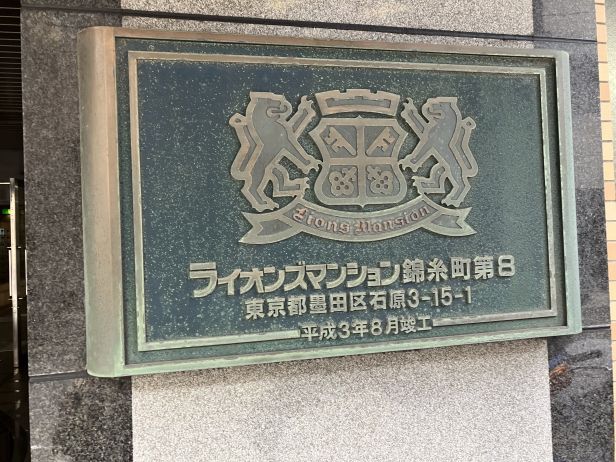 Lions Mansion
ライオンズマンション錦糸町第8
東京都墨田区石原3-15-1
平成3年8月竣工